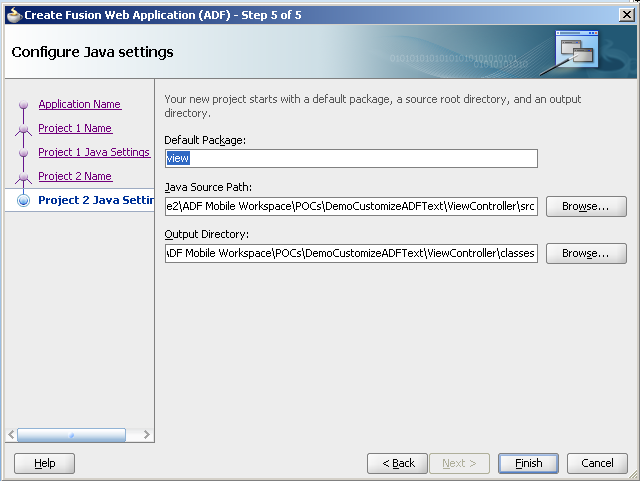 Create Fusion Web Application (ADF) - Step 5 of 5
Configure Java settings
Application Name
Project 1 Name
Project 1 Java Settings
Project 2 Name
Project 2 Java Settin
Your new project starts with a default package, a source root directory, and an output
directory.
Default Package:
view
Java Source Path:
e2\ADF Mobile Workspace\POCs\DemoCustomizeADFText\ViewController\src
Browse...
Output Directory:
\DF Mobile Workspace\POCs\DemoCustomizeADFText\ViewController\classes
Browse...
Help
< Back
Next >
Finish
Cancel